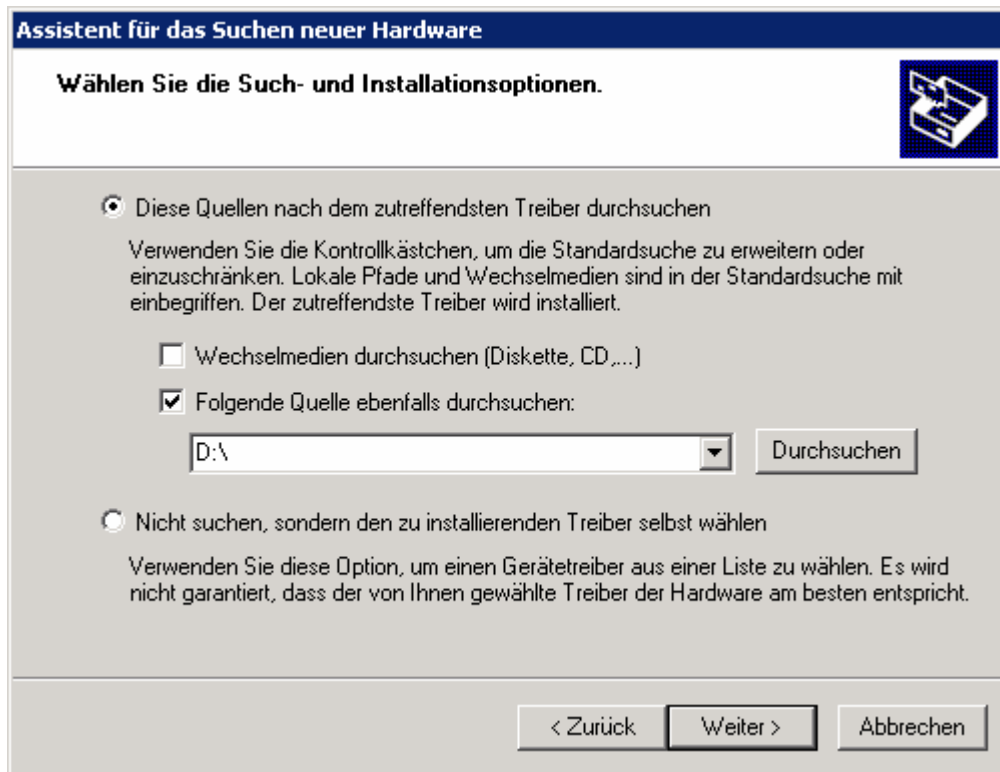 Assistent für das Suchen neuer Hardware
Wählen Sie die Such- und Installationsoptionen.
Diese Quellen nach dem zutreffendsten Treiber durchsuchen
Verwenden Sie die Kontrollkästchen, um die Standardsuche zu erweitern oder
einzuschränken. Lokale Pfade und Wechselmedien sind in der Standardsuche mit
einbegriffen. Der zutreffendste Treiber wird installiert.
Wechselmedien durchsuchen (Diskette, CD,...)
Folgende Quelle ebenfalls durchsuchen:
D:\ Durchsuchen
Nicht suchen, sondern den zu installierenden Treiber selbst wählen
Verwenden Sie diese Option, um einen Gerätetreiber aus einer Liste zu wählen. Es wird
nicht garantiert, dass der von Ihnen gewählte Treiber der Hardware am besten entspricht.
< Zurück Weiter > Abbrechen